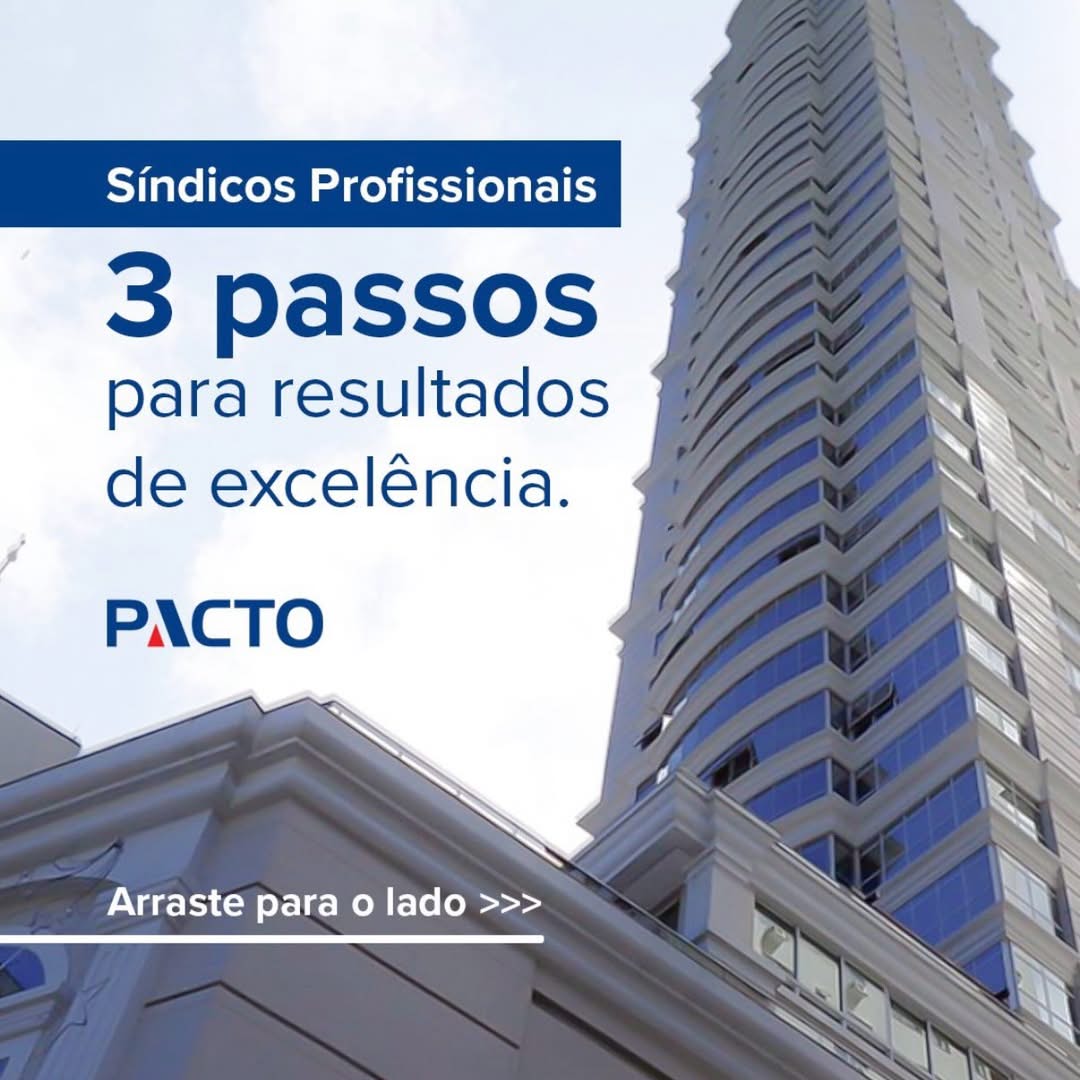 Síndicos Profissionais
3 passos
para resultados
de excelência.
PACTO
Arraste para o lado >>>